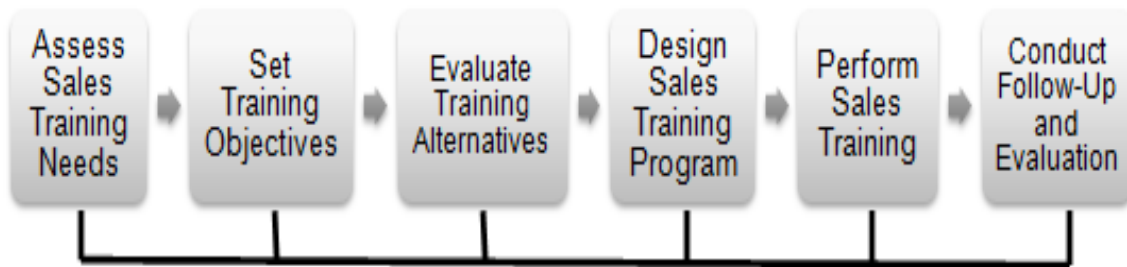 Assess
Sales
Training
Needs
Set
Training
Objectives
Evaluate
Training
Alternatives
Design
Sales
Training
Program
Perform
Sales
Training
Conduct
Follow-Up
and
Evaluation